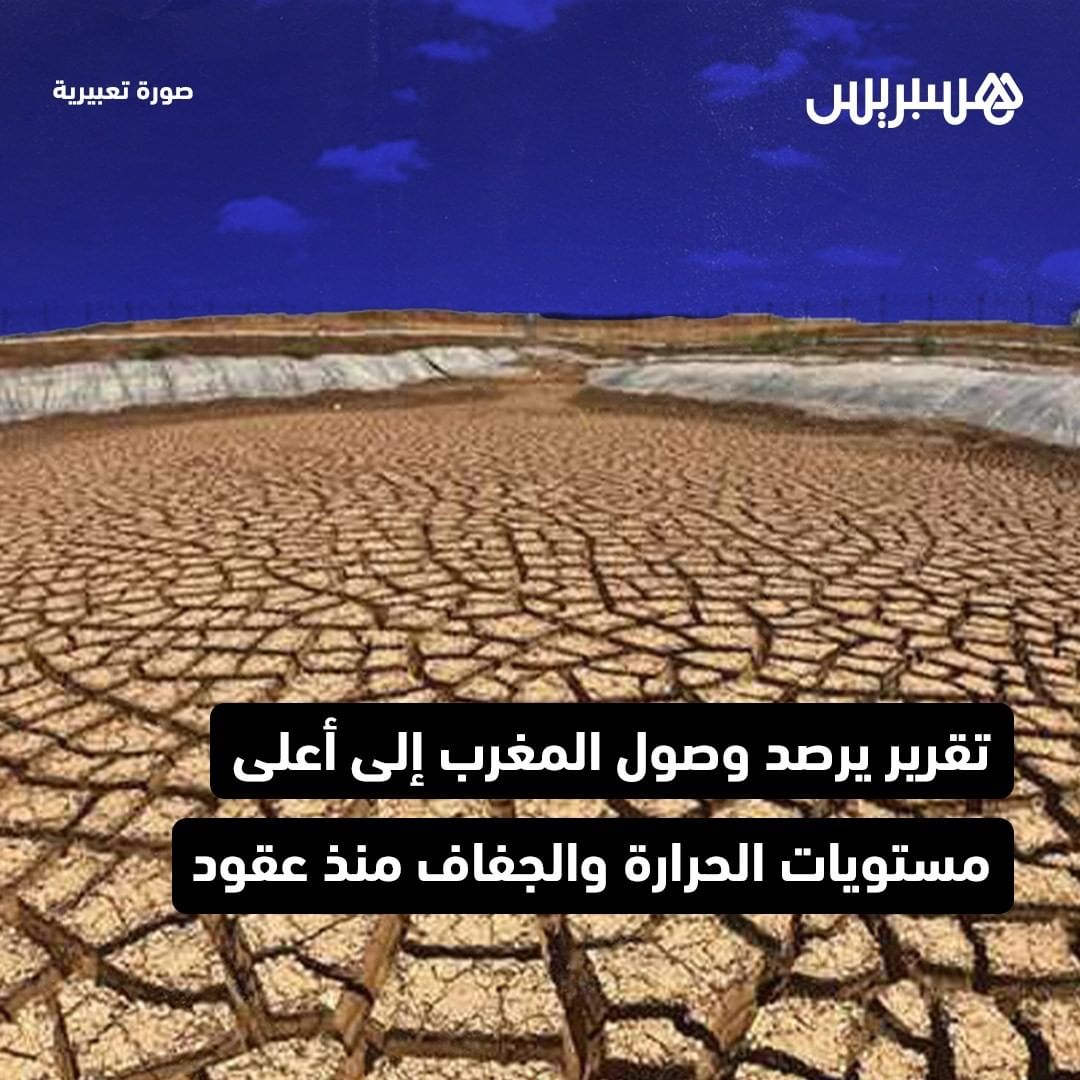 هسبريس
صورة تعبيرية
تقرير يرصد وصول المغرب إلى أعلى
مستويات الحرارة والجفاف منذ عقود